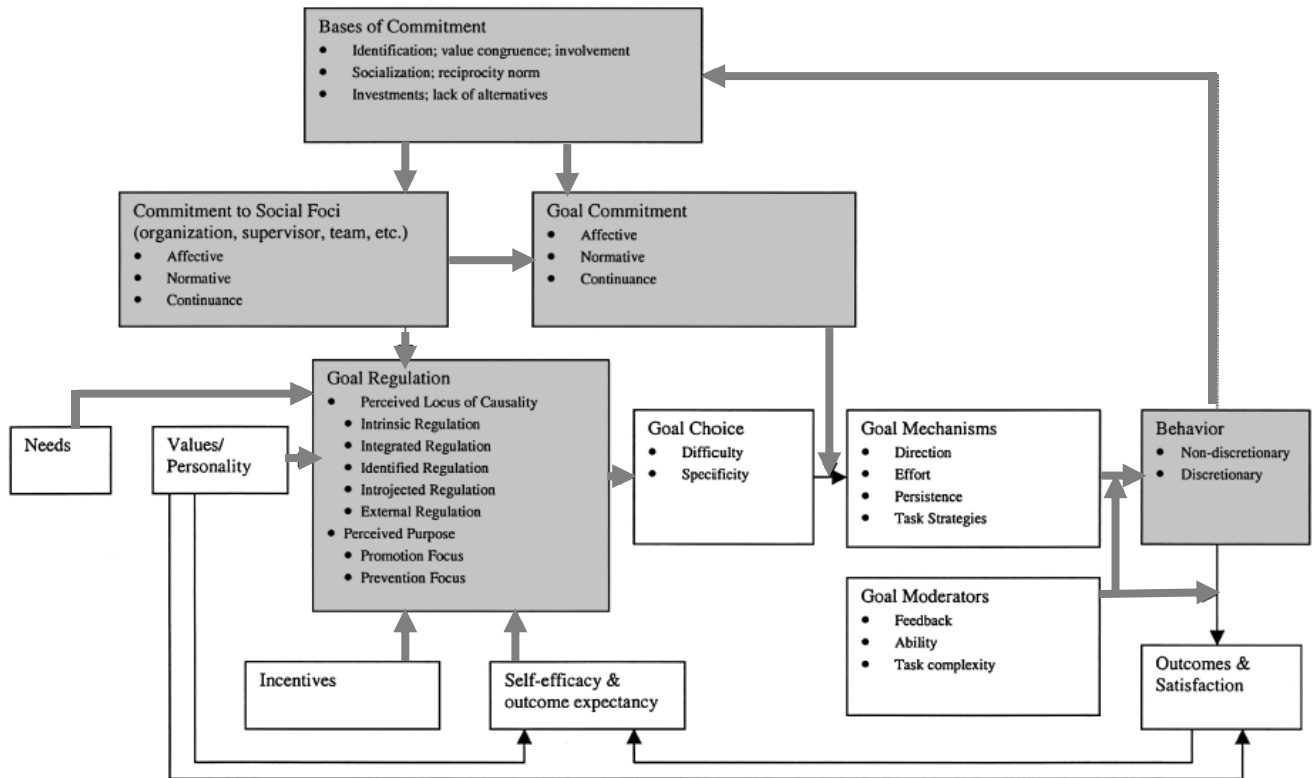 Bases of Commitment
• Identification; value congruence; involvement
• Socialization; reciprocity norm
• Investments; lack of alternatives
Commitment to Social Foci
(organization, supervisor, team, etc.)
• Affective
• Normative
• Continuance
Goal Commitment
• Affective
• Normative
• Continuance
Needs
Values/
Personality
Goal Regulation
• Perceived Locus of Causality
• Intrinsic Regulation
• Integrated Regulation
• Identified Regulation
• Introjected Regulation
• External Regulation
• Perceived Purpose
• Promotion Focus
• Prevention Focus
Goal Choice
• Difficulty
• Specificity
Goal Mechanisms
• Direction
• Effort
• Persistence
• Task Strategies
Behavior
• Non-discretionary
• Discretionary
Goal Moderators
• Feedback
• Ability
• Task complexity
Incentives
Self-efficacy &
outcome expectancy
Outcomes &
Satisfaction